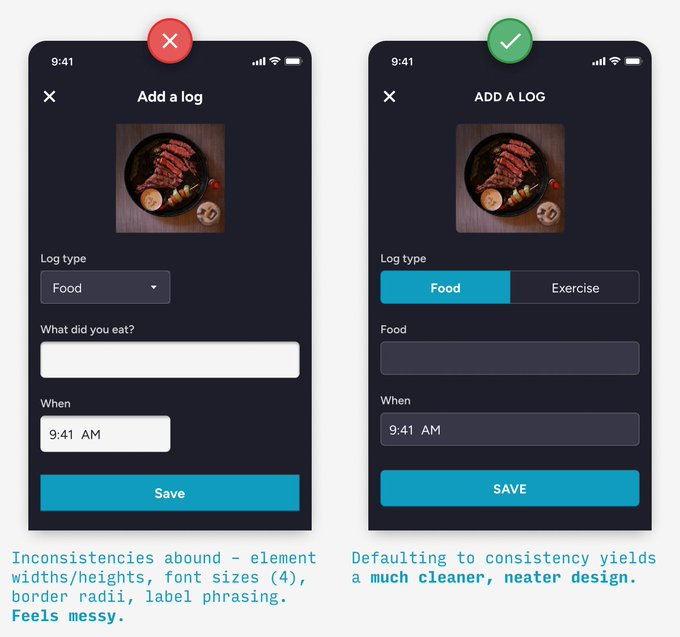 9:41
Add a log
Log type
Food
What did you eat?
When
9:41 AM
Save
Inconsistencies abound – element
widths/heights, font sizes (4),
border radii, label phrasing.
Feels messy.
9:41
ADD A LOG
Log type
Food Exercise
Food
When
9:41 AM
SAVE
Defaulting to consistency yields
a much cleaner, neater design.